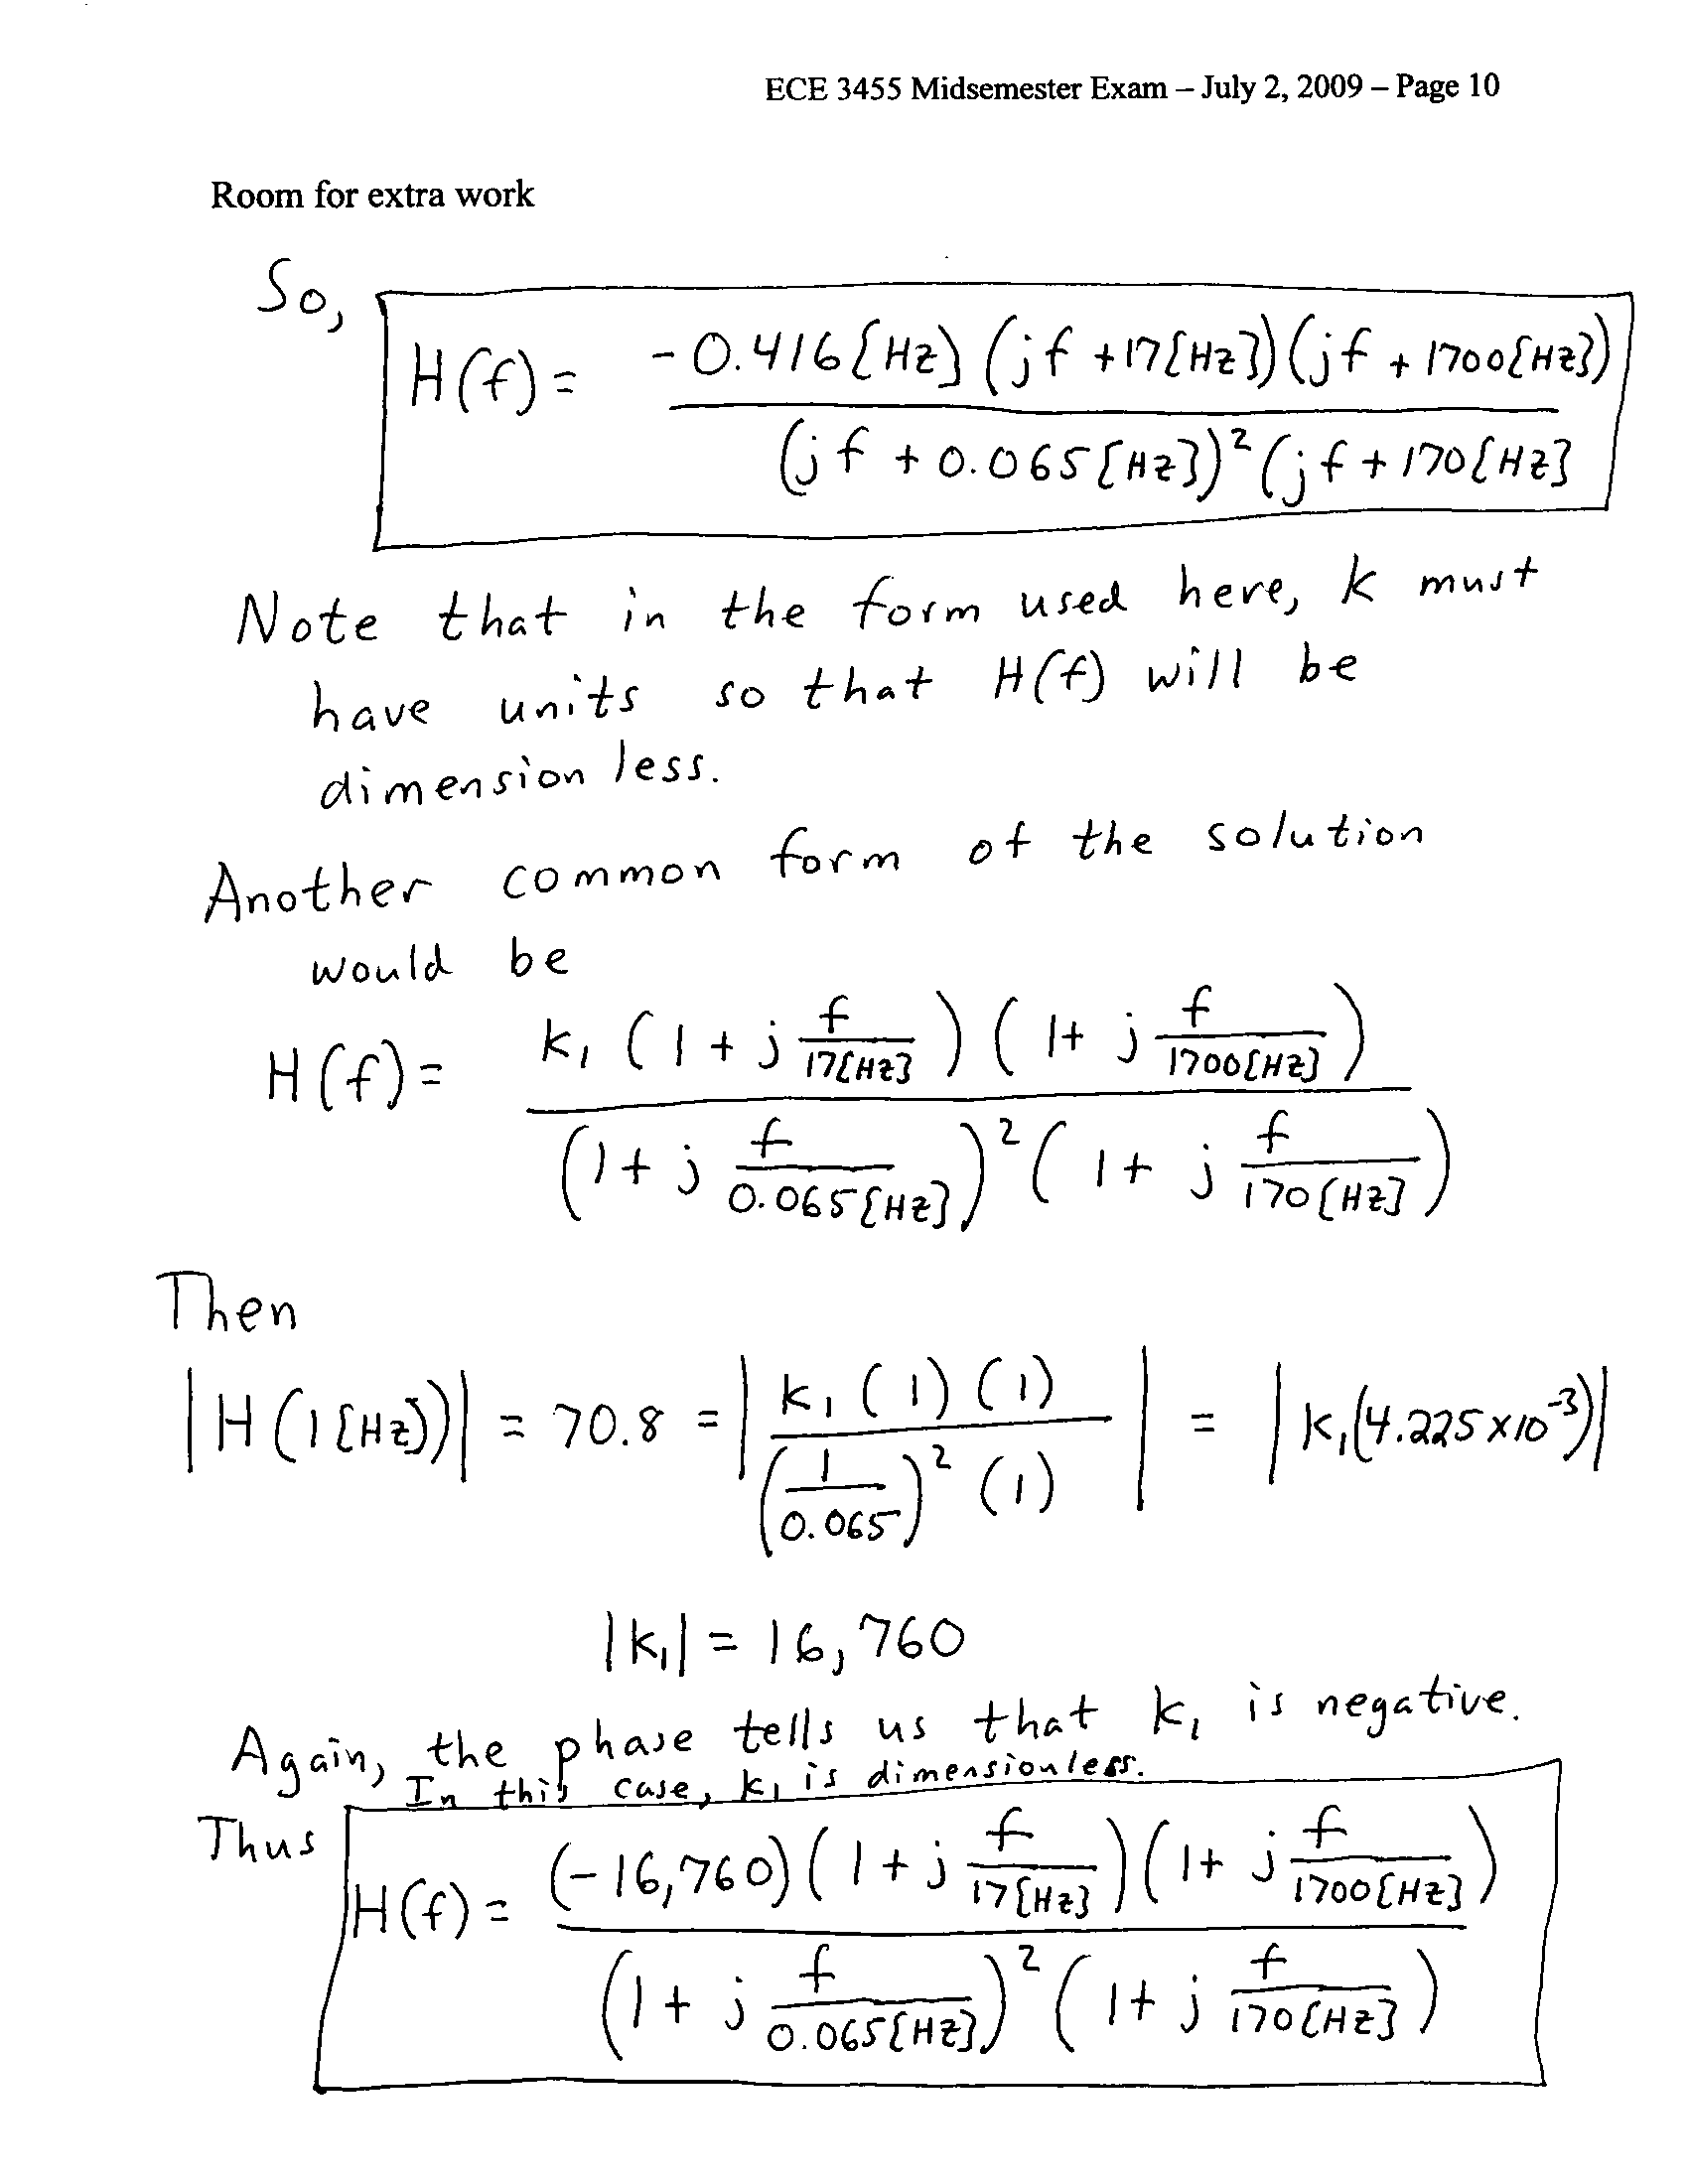 ECE 3455 Midsemester Exam – July 2, 2009 – Page 10
Room for extra work
So,
H(f) = -0.416[Hz] (jf +17[Hz])(jf + 1700[Hz]) / (jf + 0.065[Hz])² (jf + 170[Hz]
Note that in the form used here, k must
have units so that H(f) will be
dimensionless.
Another common form of the solution
would be
H(f) = k₁ (1 + j f/17[Hz]) (1+ j f/1700[Hz]) / (1+ j f/0.065[Hz])² (1+ j f/170[Hz])
Then
|H(1[Hz])| = 70.8 = | k₁ (1)(1) / (1/0.065)² (1) | = |k₁(4.225x10⁻³)|
|k₁| = 16,760
Again, the phase tells us that k₁ is negative.
In this case, k₁ is dimensionless.
Thus
H(f) = (-16,760)(1+j f/17[Hz])(1+ j f/1700[Hz]) / (1+ j f/0.065[Hz])² (1+ j f/170[Hz])